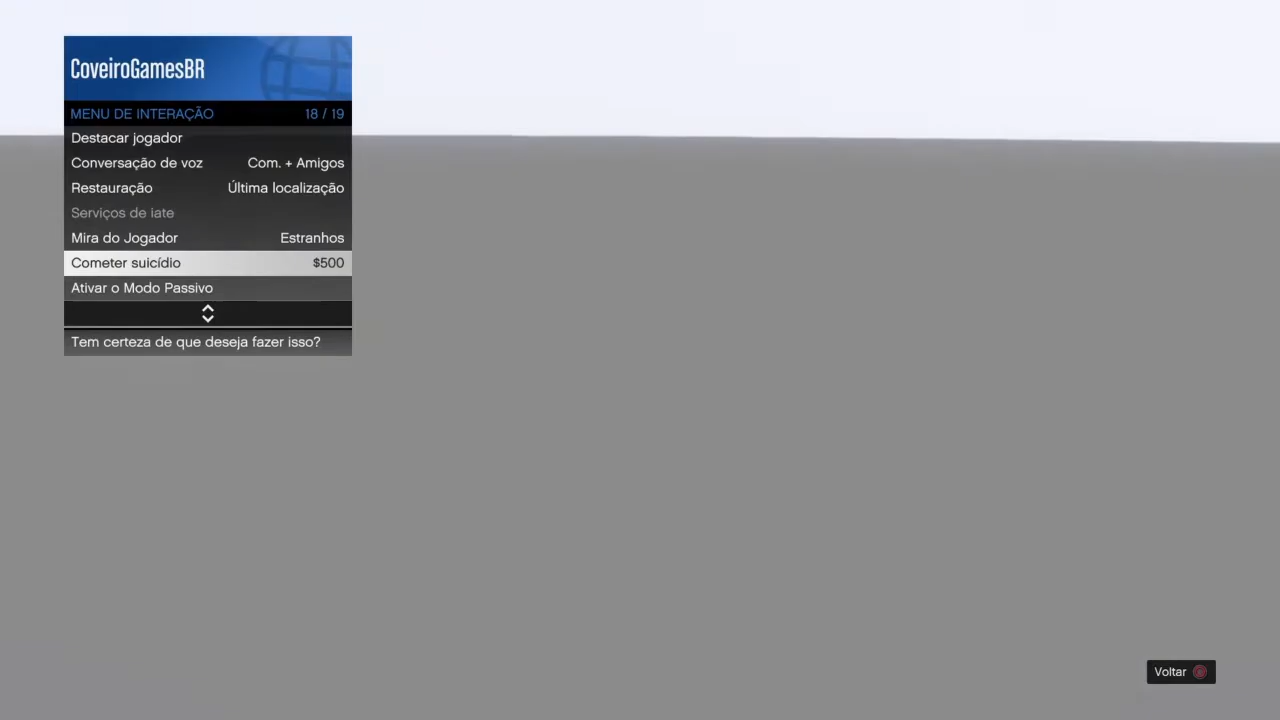 CoveiroGamesBR
MENU DE INTERAÇÃO 18 / 19
Destacar jogador
Conversação de voz Com. + Amigos
Restauração Última localização
Serviços de iate
Mira do Jogador Estranhos
Cometer suicídio $500
Ativar o Modo Passivo
Tem certeza de que deseja fazer isso?
Voltar